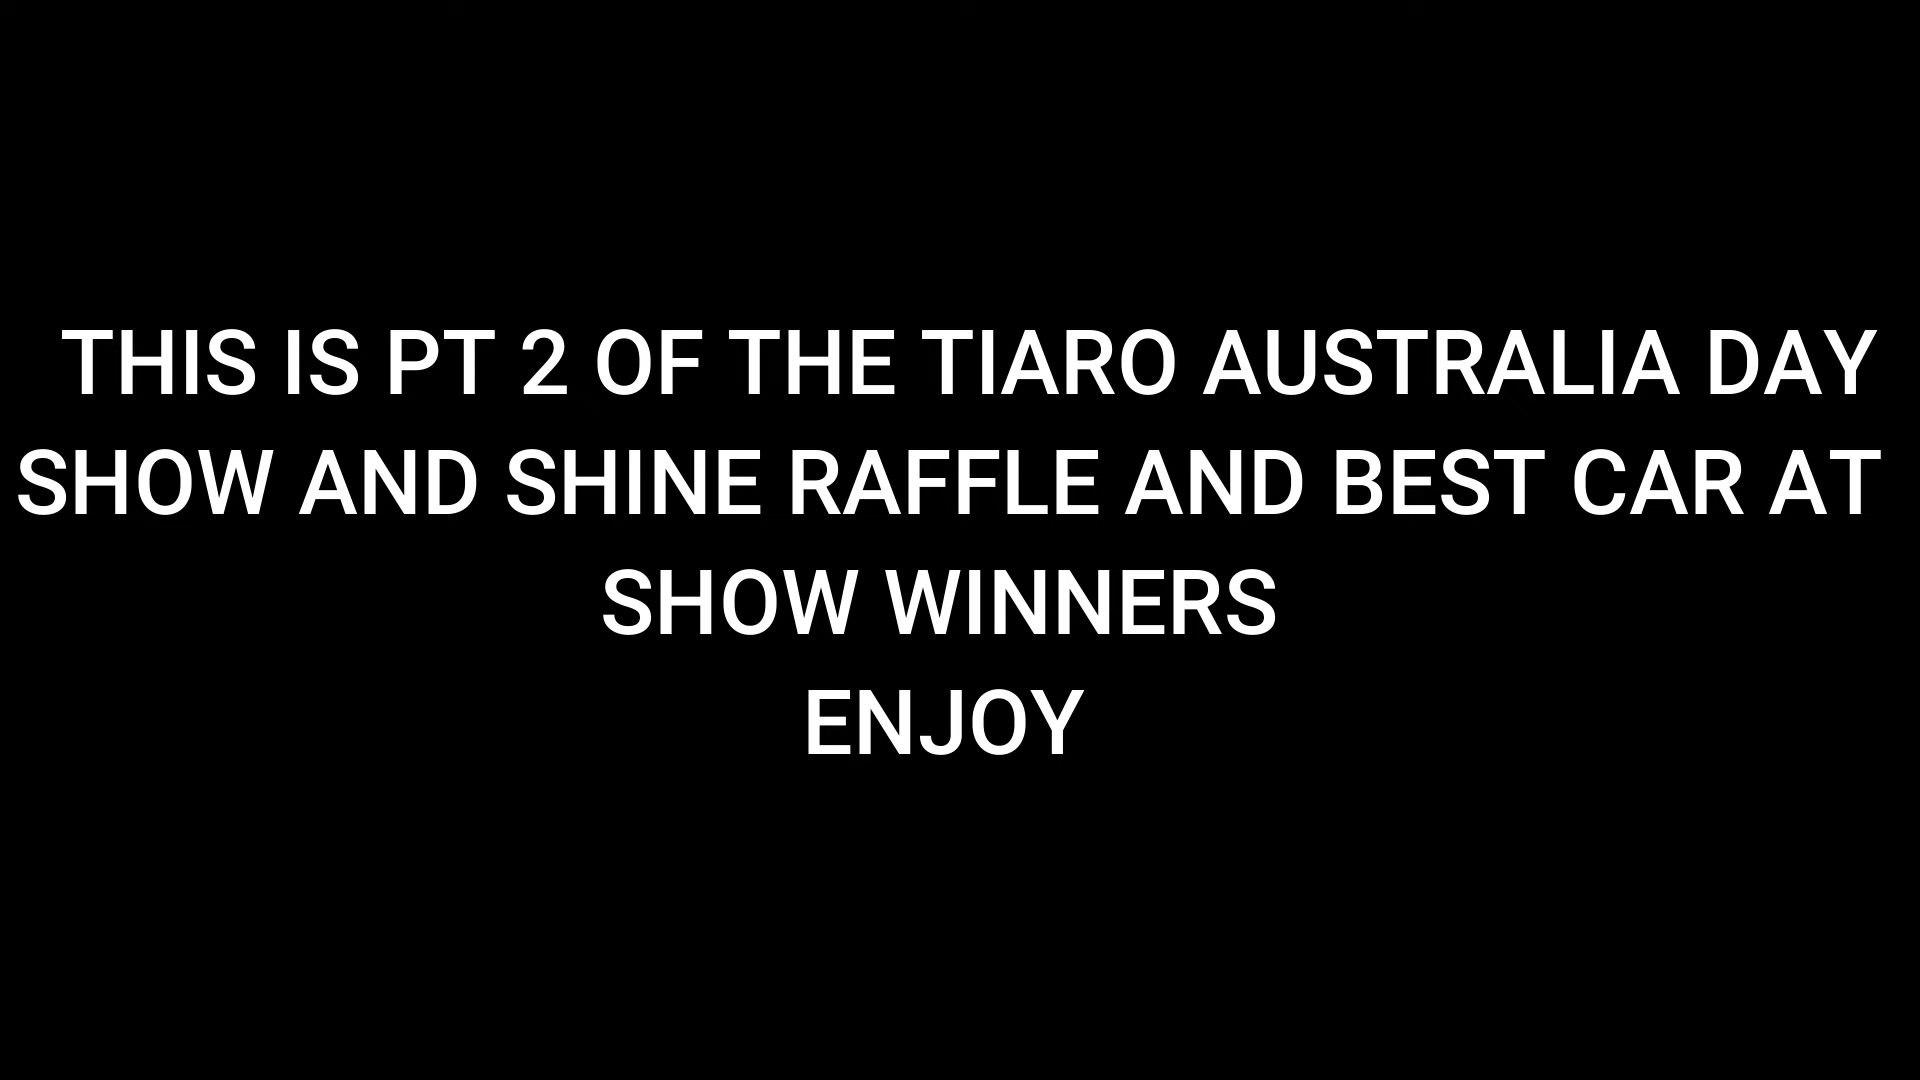 THIS IS PT 2 OF THE TIARO AUSTRALIA DAY
SHOW AND SHINE RAFFLE AND BEST CAR AT
SHOW WINNERS
ENJOY